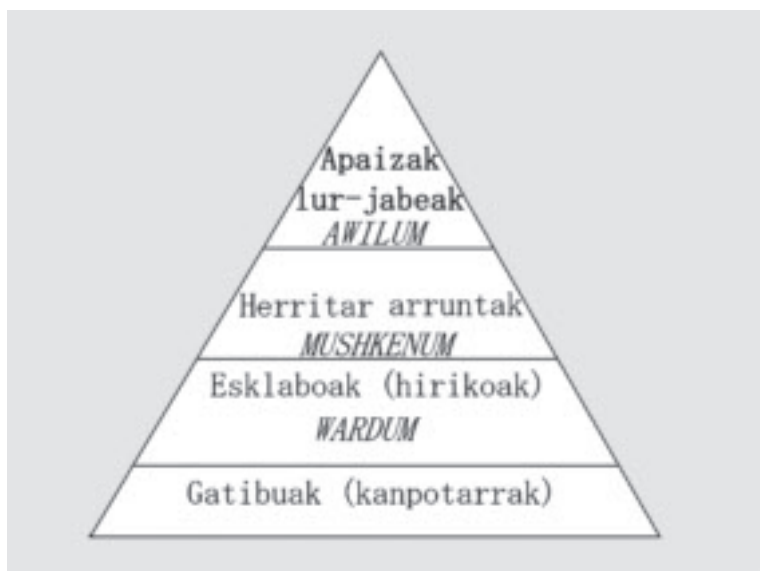 Apaizak
lur-jabeak
AWILUM
Herritar arruntak
MUSHKENUM
Esklaboak (hirikoak)
WARDUM
Gatibuak (kanpotarrak)